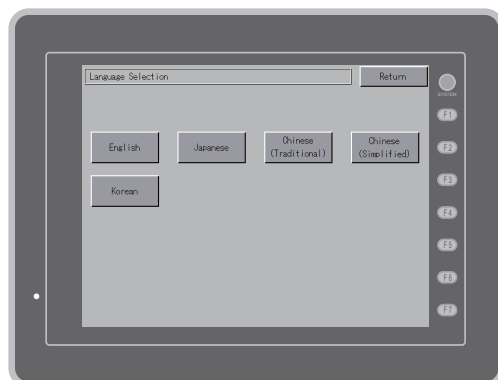 Language Selection
Return
SYSTEM
F1
English
Japanese
Chinese
(Traditional)
Chinese
(Simplified)
F2
Korean
F3
F4
F5
F6
F7